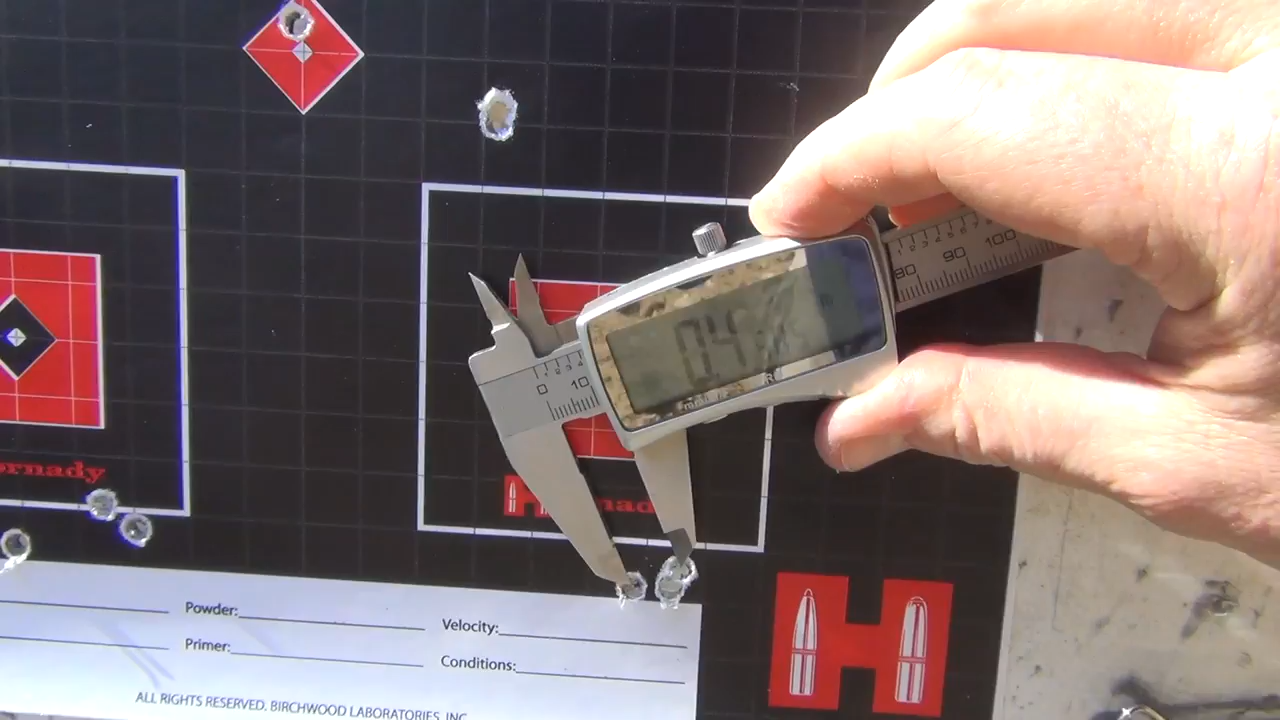 80 90 100
0 10
ornady
Powder:
Velocity:
Primer:
Conditions:
ALL RIGHTS RESERVED. BIRCHWOOD LABORATORIES, INC
H